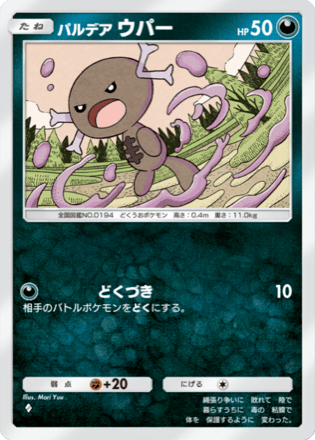 たね パルデア ウパー HP 50
全国図鑑NO.0194 どくうおポケモン 高さ:0.4m 重さ:11.0kg
どくづき 10
相手のバトルポケモンをどくにする。
弱点 +20 にげる
Illus. Mori Yuu
縄張り争いに 敗れて 陸で
暮らすうちに 毒の 粘膜で
体を 保護するように 変わった。